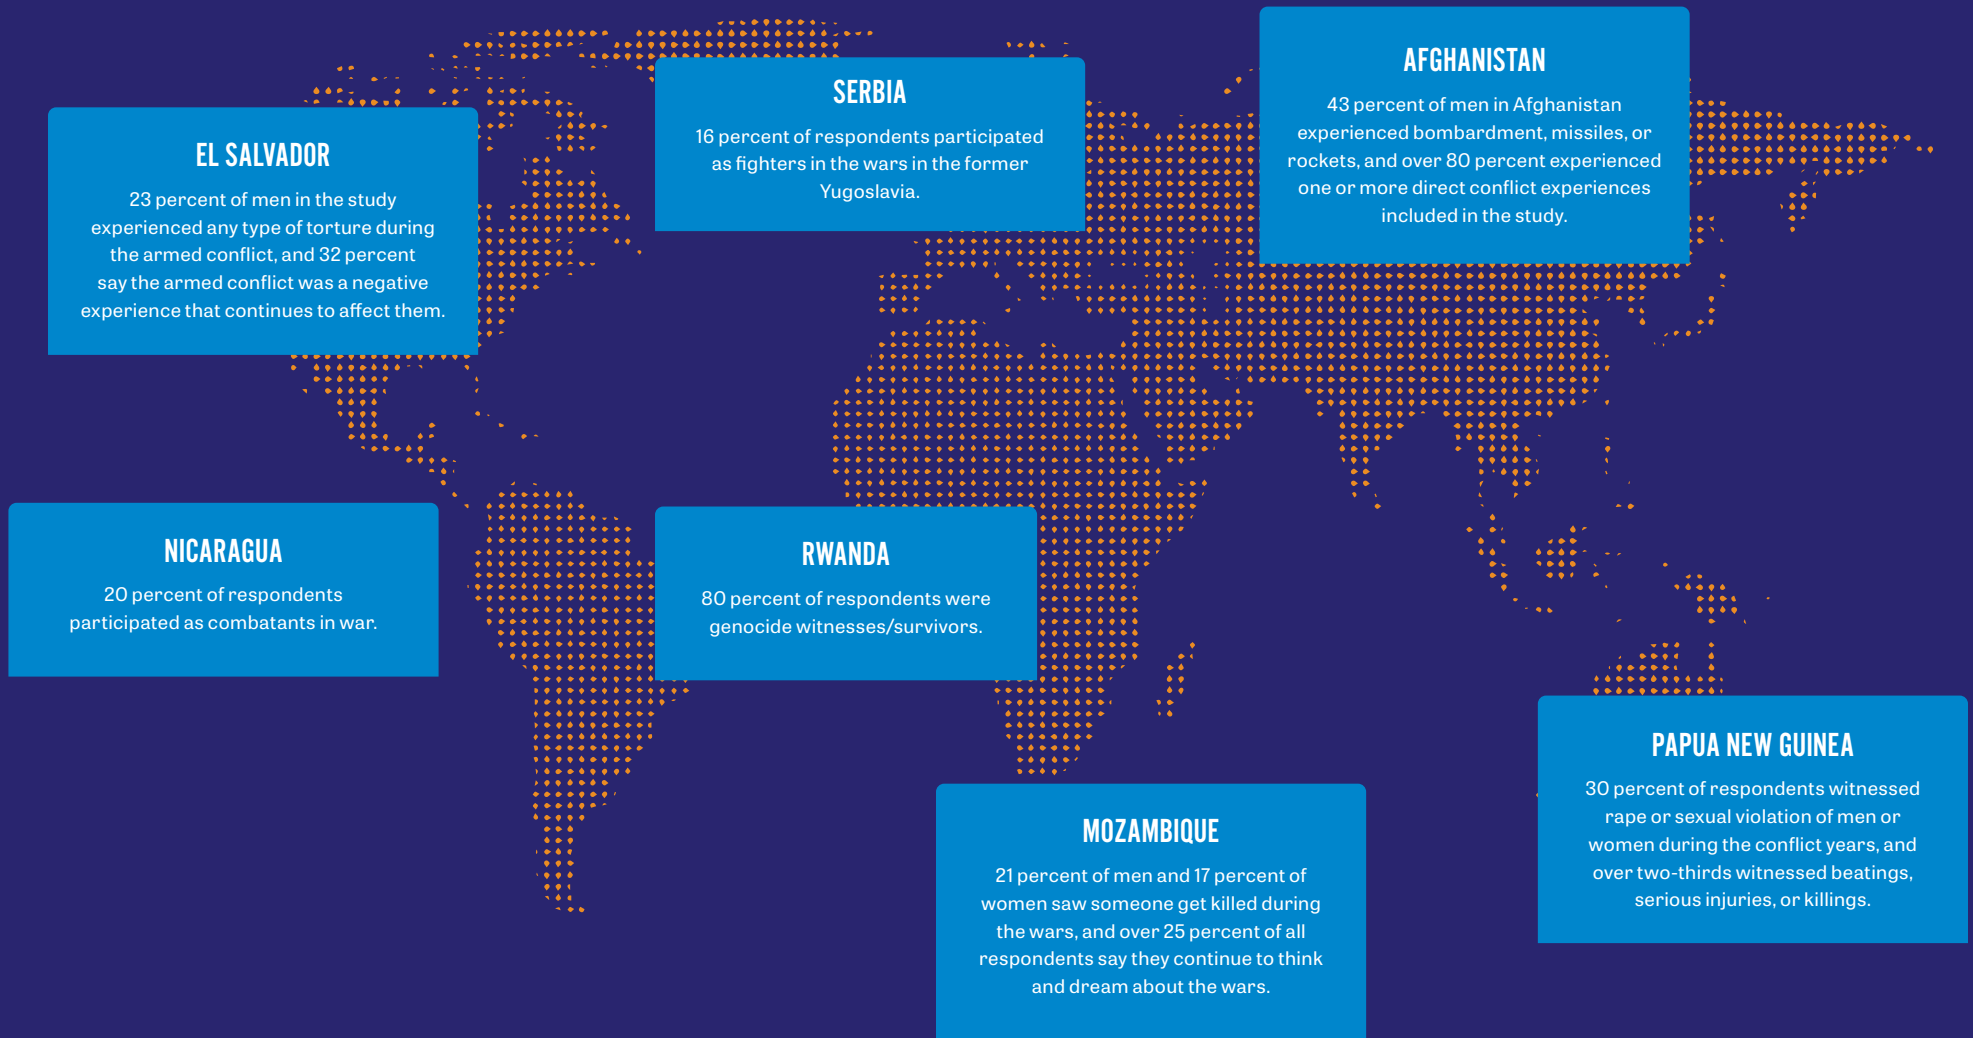 EL SALVADOR
23 percent of men in the study
experienced any type of torture during
the armed conflict, and 32 percent
say the armed conflict was a negative
experience that continues to affect them.
SERBIA
16 percent of respondents participated
as fighters in the wars in the former
Yugoslavia.
AFGHANISTAN
43 percent of men in Afghanistan
experienced bombardment, missiles, or
rockets, and over 80 percent experienced
one or more direct conflict experiences
included in the study.
NICARAGUA
20 percent of respondents
participated as combatants in war.
RWANDA
80 percent of respondents were
genocide witnesses/survivors.
MOZAMBIQUE
21 percent of men and 17 percent of
women saw someone get killed during
the wars, and over 25 percent of all
respondents say they continue to think
and dream about the wars.
PAPUA NEW GUINEA
30 percent of respondents witnessed
rape or sexual violation of men or
women during the conflict years, and
over two-thirds witnessed beatings,
serious injuries, or killings.